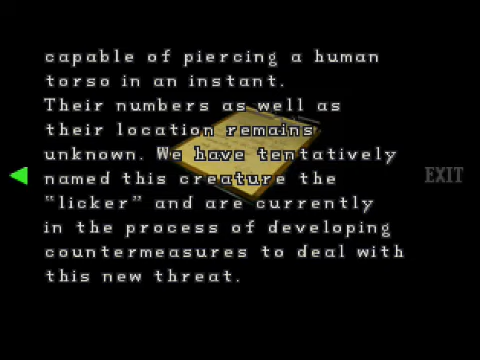 capable of piercing a human
torso in an instant.
Their numbers as well as
their location remains
unknown. We have tentatively
named this creature the
"licker" and are currently
in the process of developing
countermeasures to deal with
this new threat.
EXIT